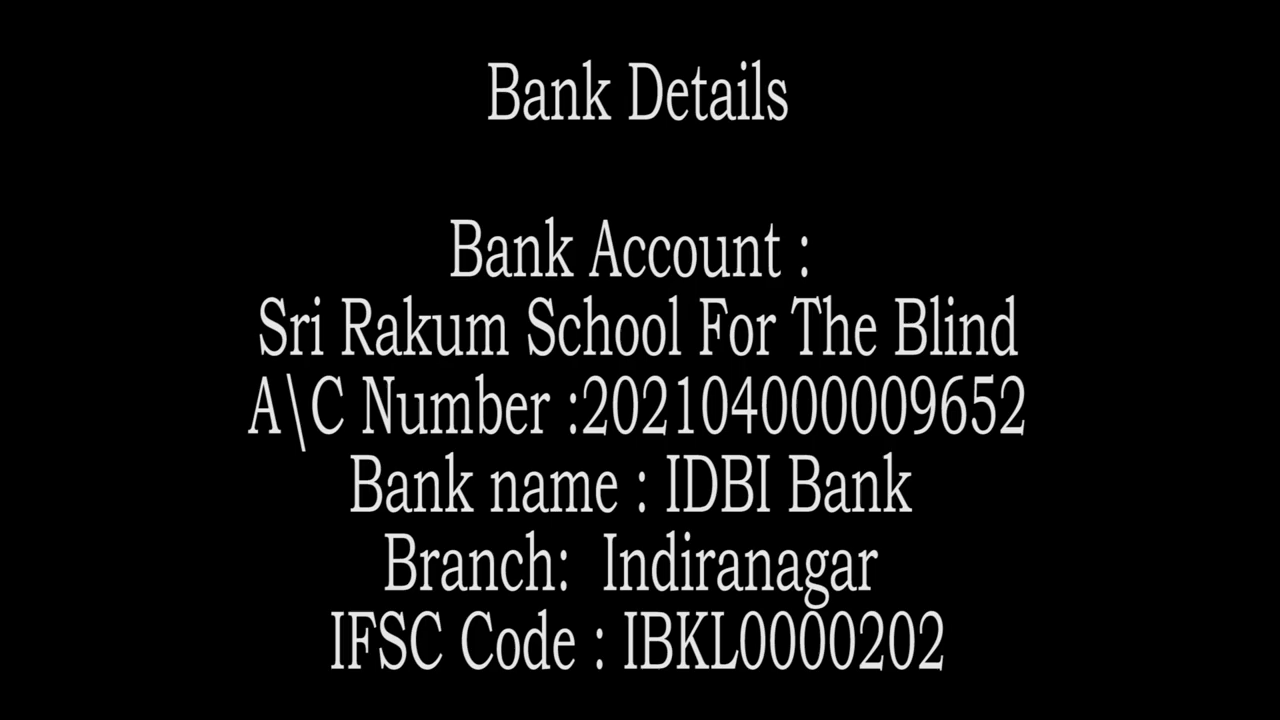 Bank Details
Bank Account :
Sri Rakum School For The Blind
A\C Number :202104000009652
Bank name : IDBI Bank
Branch:  Indiranagar
IFSC Code : IBKL0000202